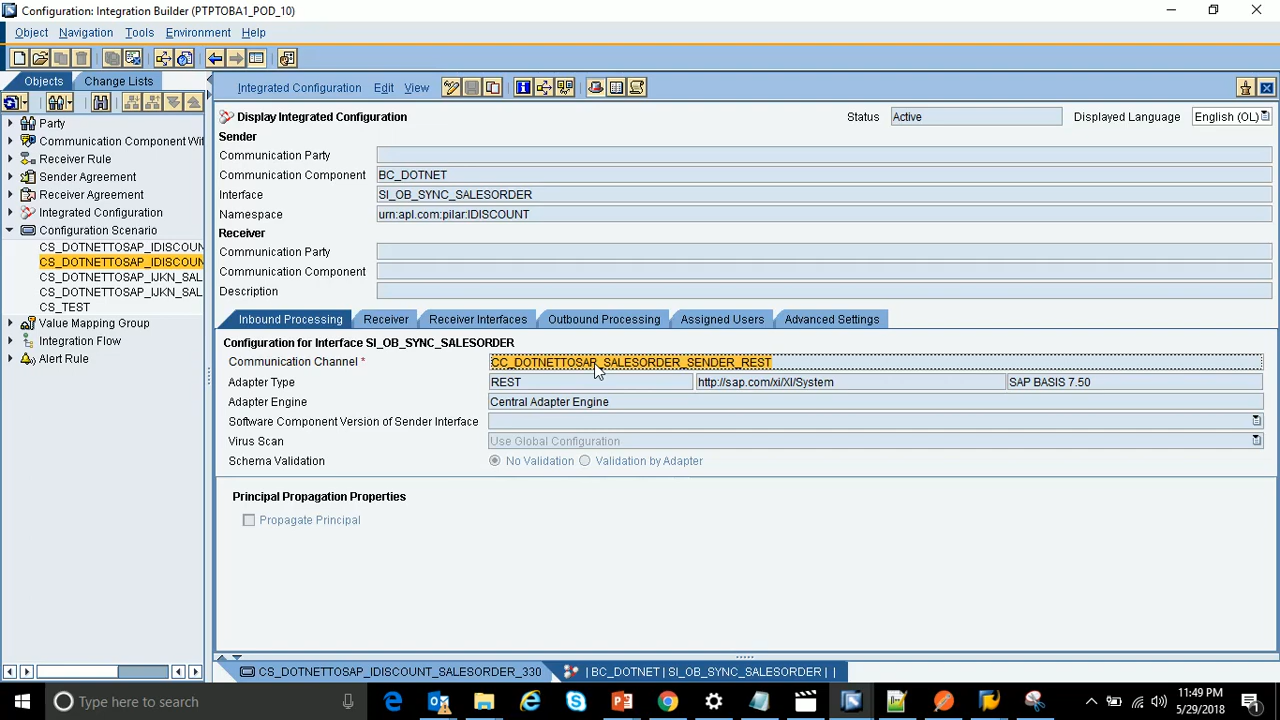 Configuration: Integration Builder (PTPTOBA1_POD_10)
Object Navigation Tools Environment Help
Objects Change Lists
Integrated Configuration Edit View
Party
Communication Component Wit
Receiver Rule
Sender Agreement
Receiver Agreement
Integrated Configuration
Configuration Scenario
CS_DOTNETTOSAP_IDISCOUN
CS_DOTNETTOSAP_IDISCOUN
CS_DOTNETTOSAP_IJKN_SAL
CS_DOTNETTOSAP_IJKN_SAL
CS_TEST
Value Mapping Group
Integration Flow
Alert Rule
Display Integrated Configuration Status Active Displayed Language English (OL)
Sender
Communication Party
Communication Component BC_DOTNET
Interface SI_OB_SYNC_SALESORDER
Namespace urn:apl.com:pilar:IDISCOUNT
Receiver
Communication Party
Communication Component
Description
Inbound Processing Receiver Receiver Interfaces Outbound Processing Assigned Users Advanced Settings
Configuration for Interface SI_OB_SYNC_SALESORDER
Communication Channel * CC_DOTNETTOSAP_SALESORDER_SENDER_REST
Adapter Type REST http://sap.com/xi/XI/System SAP BASIS 7.50
Adapter Engine Central Adapter Engine
Software Component Version of Sender Interface
Virus Scan Use Global Configuration
Schema Validation No Validation Validation by Adapter
Principal Propagation Properties
Propagate Principal
CS_DOTNETTOSAP_IDISCOUNT_SALESORDER_330 | BC_DOTNET | SI_OB_SYNC_SALESORDER | |
Type here to search
11:49 PM
5/29/2018